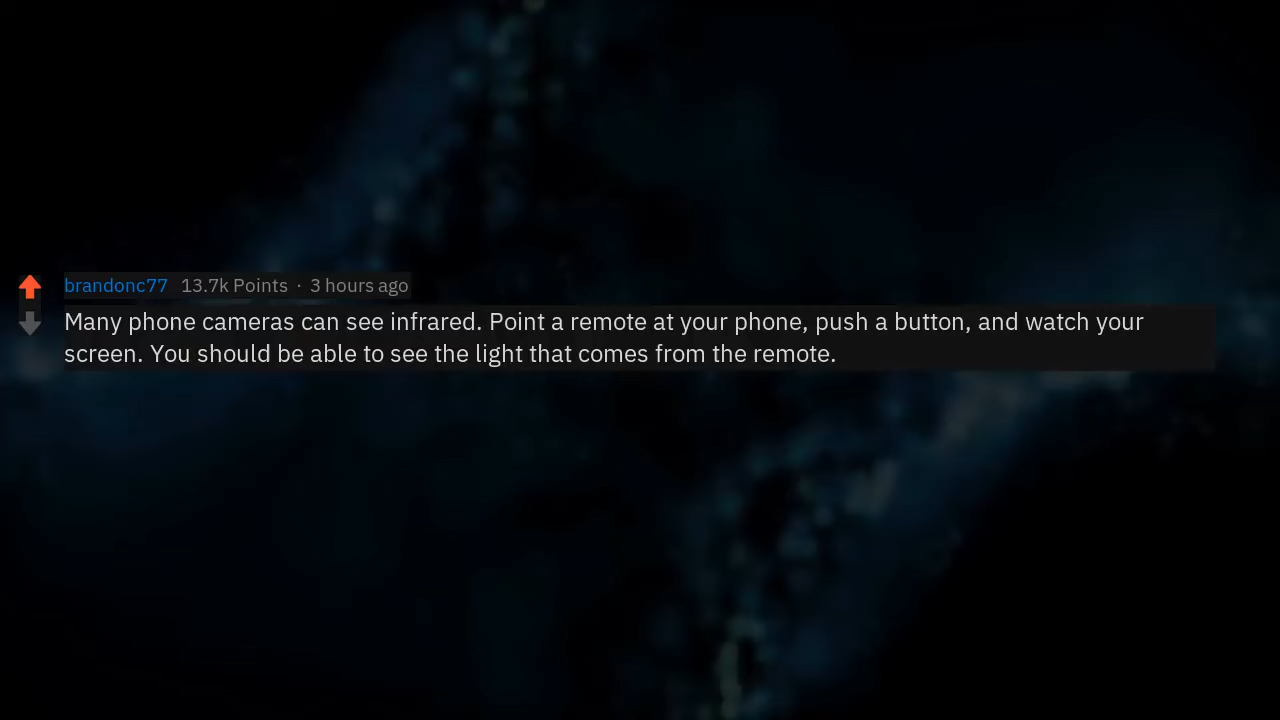 brandonc77 13.7k Points · 3 hours ago
Many phone cameras can see infrared. Point a remote at your phone, push a button, and watch your
screen. You should be able to see the light that comes from the remote.